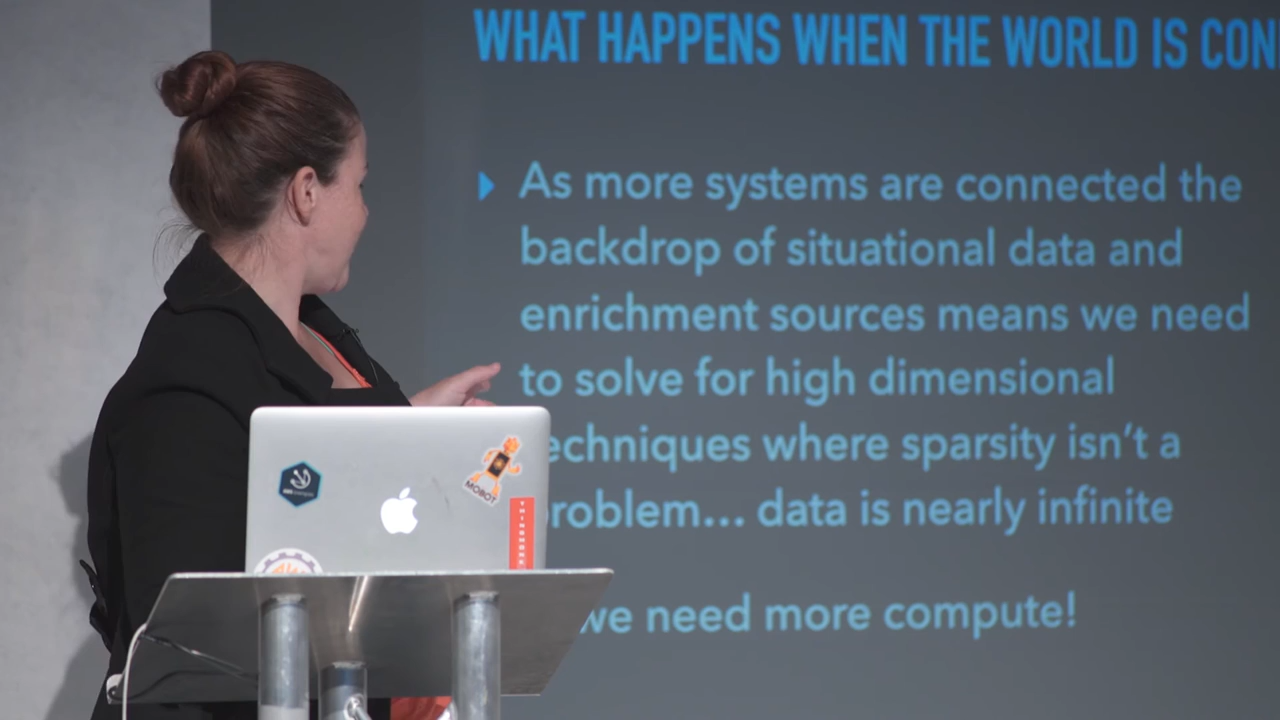 WHAT HAPPENS WHEN THE WORLD IS CON
As more systems are connected the
backdrop of situational data and
enrichment sources means we need
to solve for high dimensional
echniques where sparsity isn't a
roblem... data is nearly infinite
we need more compute!
MOBOT